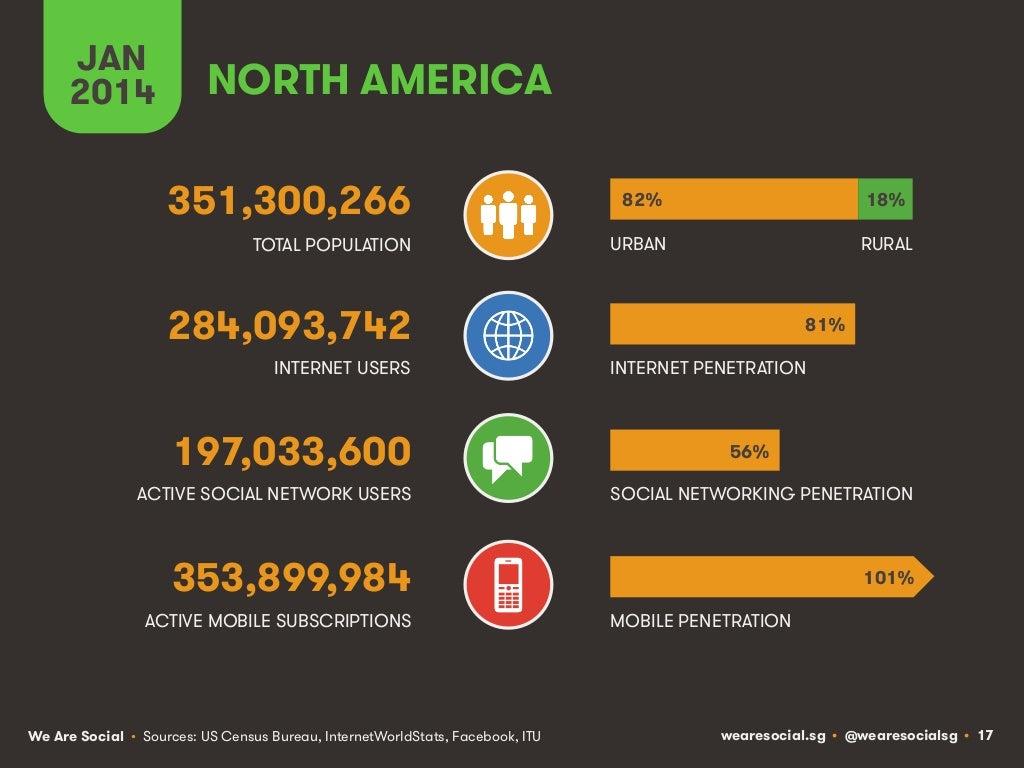 JAN
2014
NORTH AMERICA
351,300,266
TOTAL POPULATION
82%
18%
URBAN
RURAL
284,093,742
INTERNET USERS
81%
INTERNET PENETRATION
197,033,600
ACTIVE SOCIAL NETWORK USERS
56%
SOCIAL NETWORKING PENETRATION
353,899,984
ACTIVE MOBILE SUBSCRIPTIONS
101%
MOBILE PENETRATION
We Are Social • Sources: US Census Bureau, InternetWorldStats, Facebook, ITU
wearesocial.sg • @wearesocialsg • 17